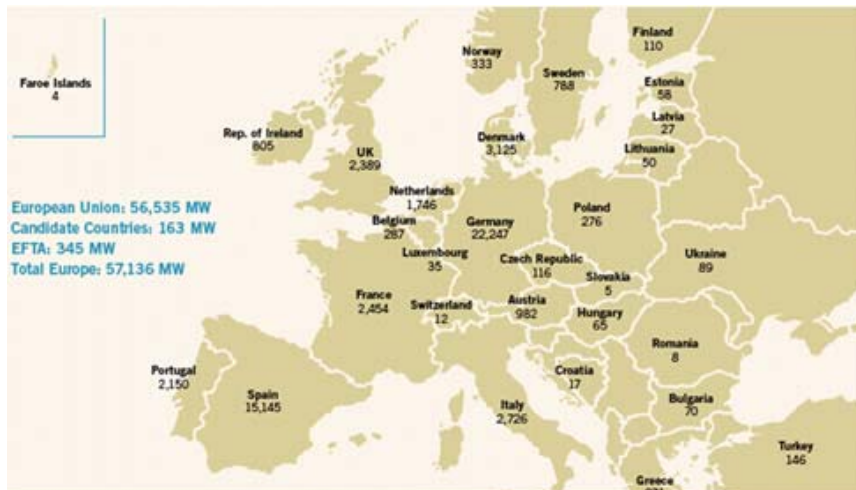 Faroe Islands
4
Norway
333
Sweden
788
Finland
110
Estonia
58
Latvia
27
Lithuania
50
Rep. of Ireland
805
UK
2,389
Denmark
3,125
European Union: 56,535 MW
Candidate Countries: 163 MW
EFTA: 345 MW
Total Europe: 57,136 MW
Netherlands
1,746
Belgium
287
Luxembourg
35
Germany
22,247
Poland
276
Czech Republic
116
Slovakia
5
Ukraine
89
France
2,454
Switzerland
12
Austria
982
Hungary
65
Romania
8
Portugal
2,150
Spain
15,145
Italy
2,726
Croatia
17
Bulgaria
70
Turkey
146
Greece